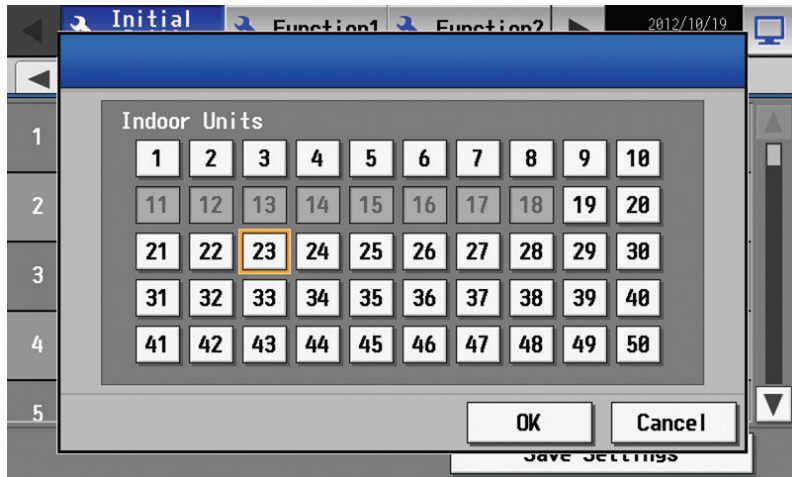 Initial Function1 Function2 2012/10/19
Indoor Units
1 1 2 3 4 5 6 7 8 9 10
2 11 12 13 14 15 16 17 18 19 20
21 22 23 24 25 26 27 28 29 30
3
31 32 33 34 35 36 37 38 39 40
4 41 42 43 44 45 46 47 48 49 50
5 OK Cancel
Save Settings